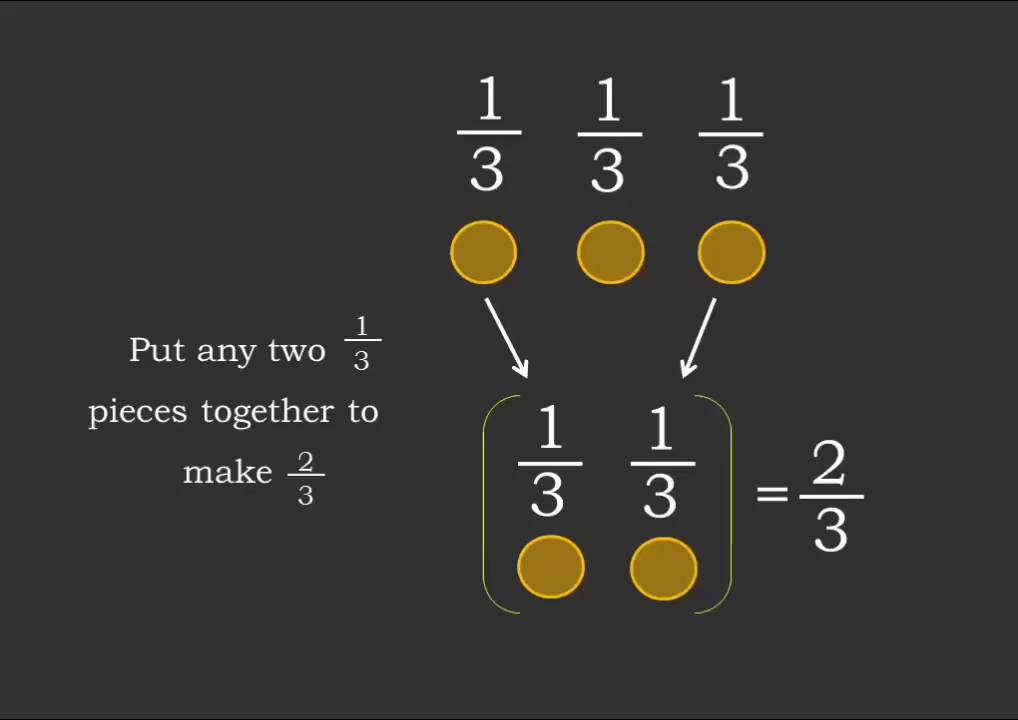 1/3 1/3 1/3
Put any two 1/3
pieces together to
make 2/3
1/3 1/3 = 2/3